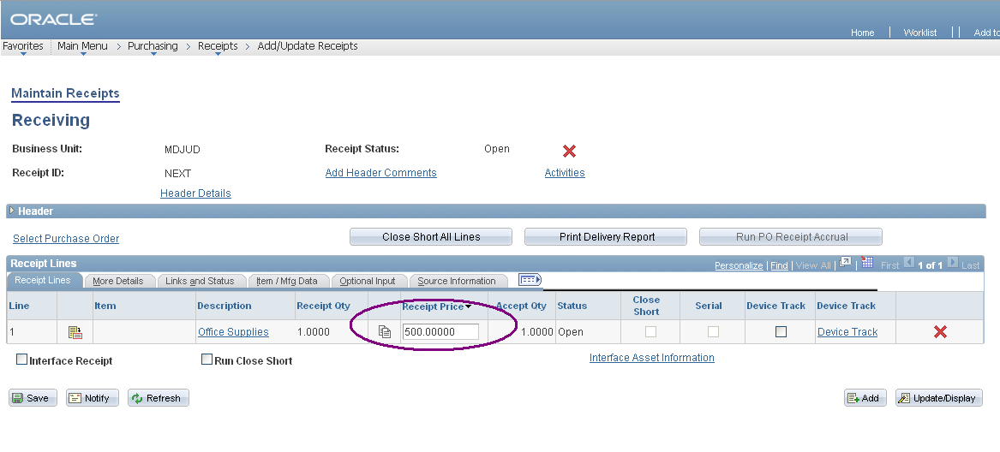 ORACLE
Home | Worklist | | Add to
Favorites Main Menu > Purchasing > Receipts > Add/Update Receipts
Maintain Receipts
Receiving
Business Unit: MDJUD Receipt Status: Open
Receipt ID: NEXT Add Header Comments Activities
Header Details
Header
Select Purchase Order Close Short All Lines Print Delivery Report Run PO Receipt Accrual
Receipt Lines Personalize | Find | View All | | First 1 of 1 Last
Receipt Lines More Details Links and Status Item / Mfg Data Optional Input Source Information
Line Item Description Receipt Qty Receipt Price Accept Qty Status Close Short Serial Device Track Device Track
1 Office Supplies 1.0000 500.00000 1.0000 Open Device Track
Interface Receipt Run Close Short Interface Asset Information
Save Notify Refresh Add Update/Display